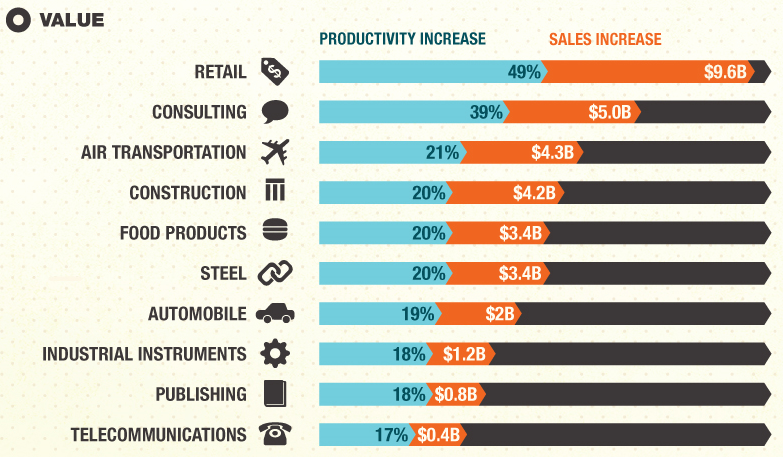 VALUE
PRODUCTIVITY INCREASE SALES INCREASE
RETAIL 49% $9.6B
CONSULTING 39% $5.0B
AIR TRANSPORTATION 21% $4.3B
CONSTRUCTION 20% $4.2B
FOOD PRODUCTS 20% $3.4B
STEEL 20% $3.4B
AUTOMOBILE 19% $2B
INDUSTRIAL INSTRUMENTS 18% $1.2B
PUBLISHING 18% $0.8B
TELECOMMUNICATIONS 17% $0.4B